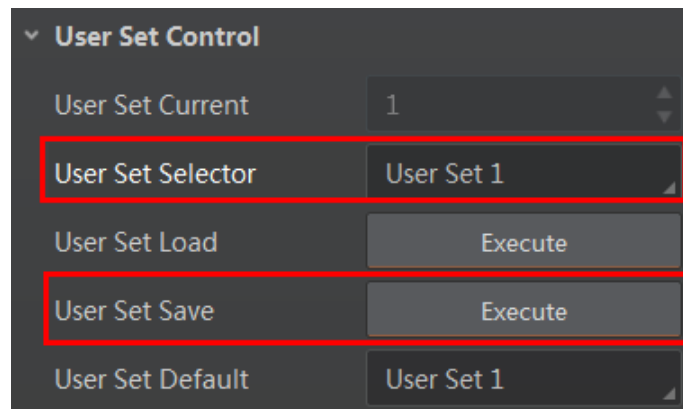 User Set Control
User Set Current 1
User Set Selector User Set 1
User Set Load Execute
User Set Save Execute
User Set Default User Set 1